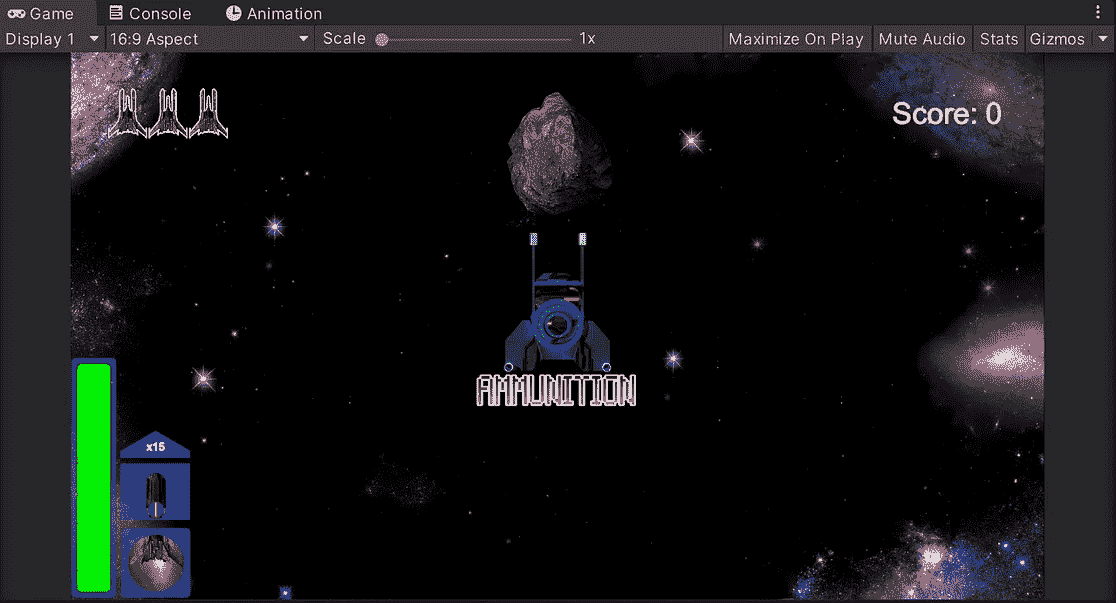 Game Console Animation
Display 1 16:9 Aspect Scale 1x Maximize On Play Mute Audio Stats Gizmos
Score: 0
AMMUNITION
x15